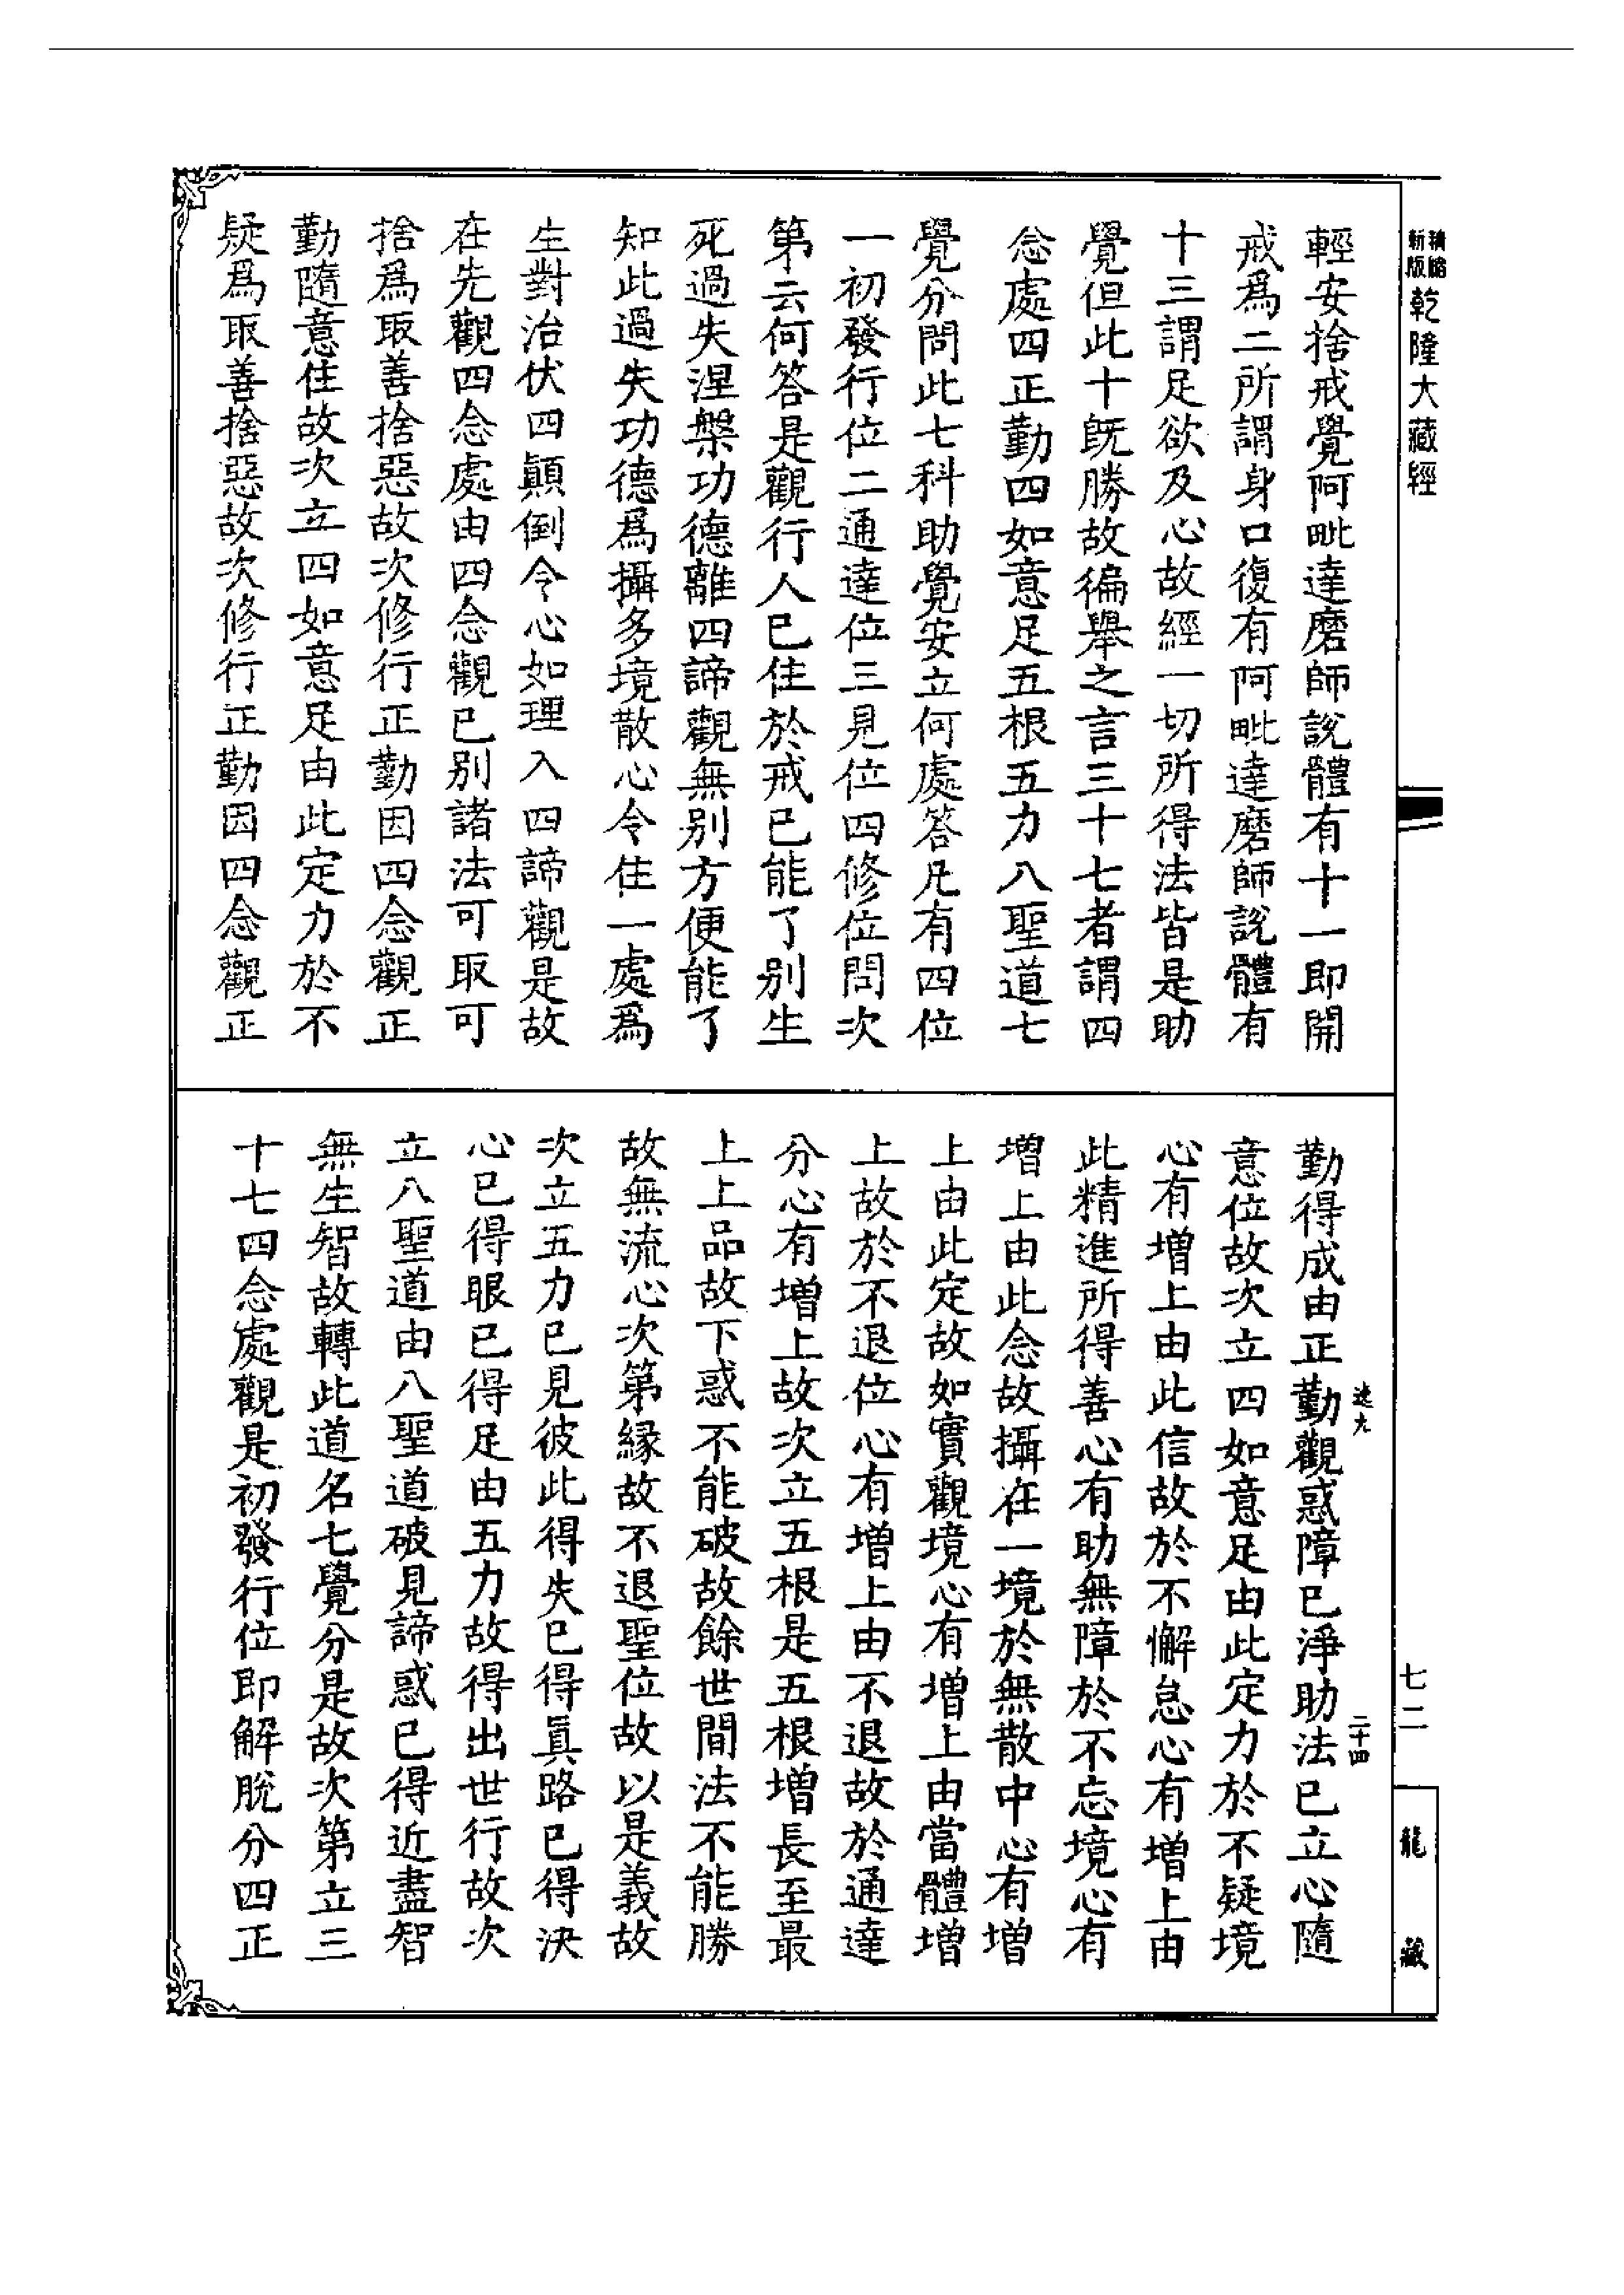 精縮新版乾隆大藏經
輕安捨戒覺阿毗達磨師說體有十一即開
戒爲二所謂身口復有阿毗達磨師說體有
十三謂足欲及心故經一切所得法皆是助
覺但此十既勝故徧舉之言三十七者謂四
念處四正勤四如意足五根五力八聖道七
覺分問此七科助覺安立何處答凡有四位
一初發行位二通達位三見位四修位問次
第云何答是觀行人已住於戒已能了別生
死過失涅槃功德離四諦觀無別方便能了
知此過失功德爲攝多境散心令住一處爲
生對治伏四顛倒令心如理入四諦觀是故
在先觀四念處由四念觀已別諸法可取可
捨爲取善捨惡故次修行正勤因四念觀正
勤隨意住故次立四如意足由此定力於不
疑爲取善捨惡故次修行正勤因四念觀正
勤得成由正勤觀惑障已淨助法已立心隨
意位故次立四如意足由此定力於不疑境
心有增上由此信故於不懈怠心有增上由
此精進所得善心有助無障於不忘境心有
增上由此念故攝在一境於無散中心有增
上由此定故如實觀境心有增上由當體增
上故於不退位心有增上由不退故於通達
分心有增上故次立五根是五根增長至最
上上品故下惑不能破故餘世間法不能勝
故無流心次第緣故不退聖位故以是義故
次立五力已見彼此得失已得眞路已得決
心已得眼已得足由五力故得出世行故次
立八聖道由八聖道破見諦惑已得近盡智
無生智故轉此道名七覺分是故次第立三
十七四念處觀是初發行位即解脫分四正
二十四
七二
龍藏